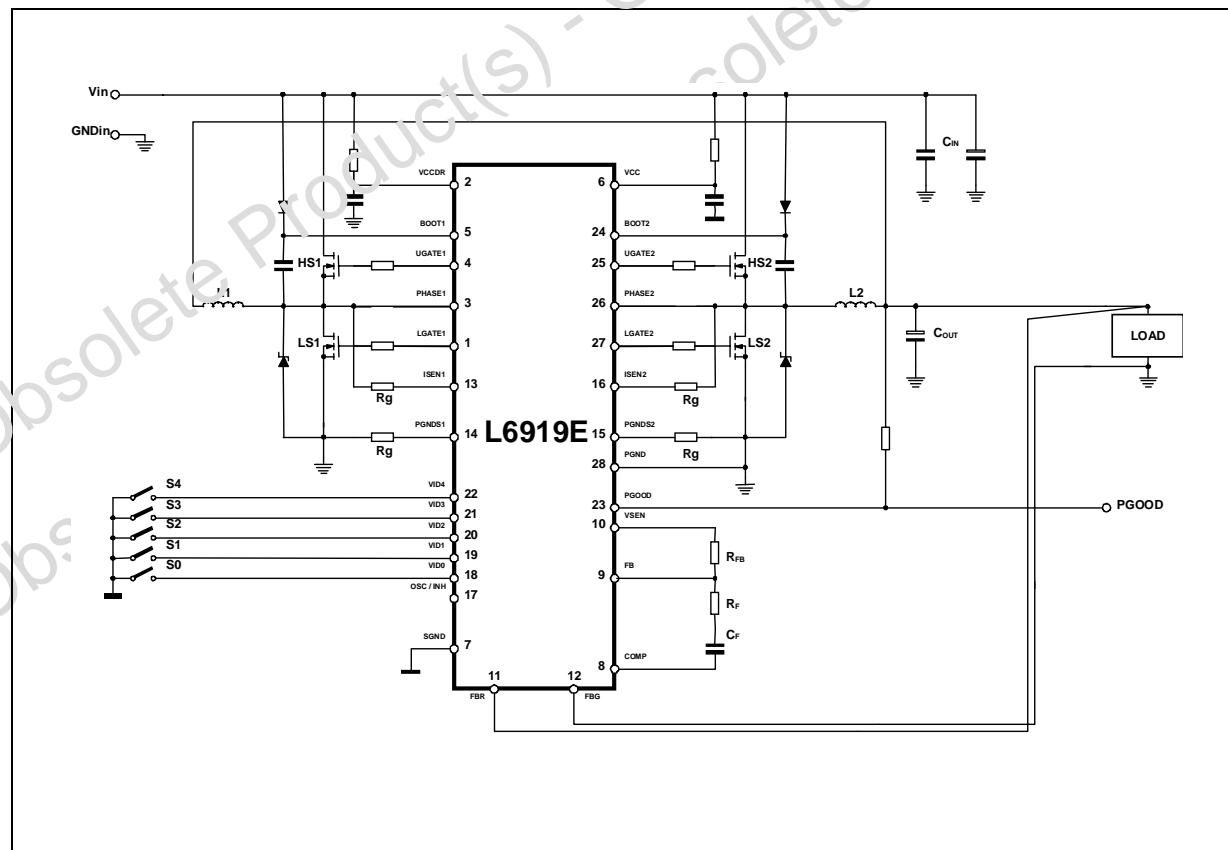 Obsolete Product(s) - O
solete
Obsolete
Obs
Vin
GNDin
CIN
VCCDR
2
6
VCC
BOOT1
5
24
BOOT2
UGATE1
HS1
4
25
UGATE2
HS2
L1
PHASE1
3
26
PHASE2
L2
LGATE1
LS1
1
27
LGATE2
LS2
COUT
LOAD
ISEN1
13
16
ISEN2
Rg
Rg
PGNDS1
14
L6919E
15
PGNDS2
Rg
Rg
28
PGND
S4
VID4
22
23
PGOOD
PGOOD
S3
VID3
21
10
VSEN
S2
VID2
20
RFB
S1
VID1
19
9
FB
S0
VID0
18
OSC / INH
17
RF
CF
SGND
7
8
COMP
11
12
FBR
FBG